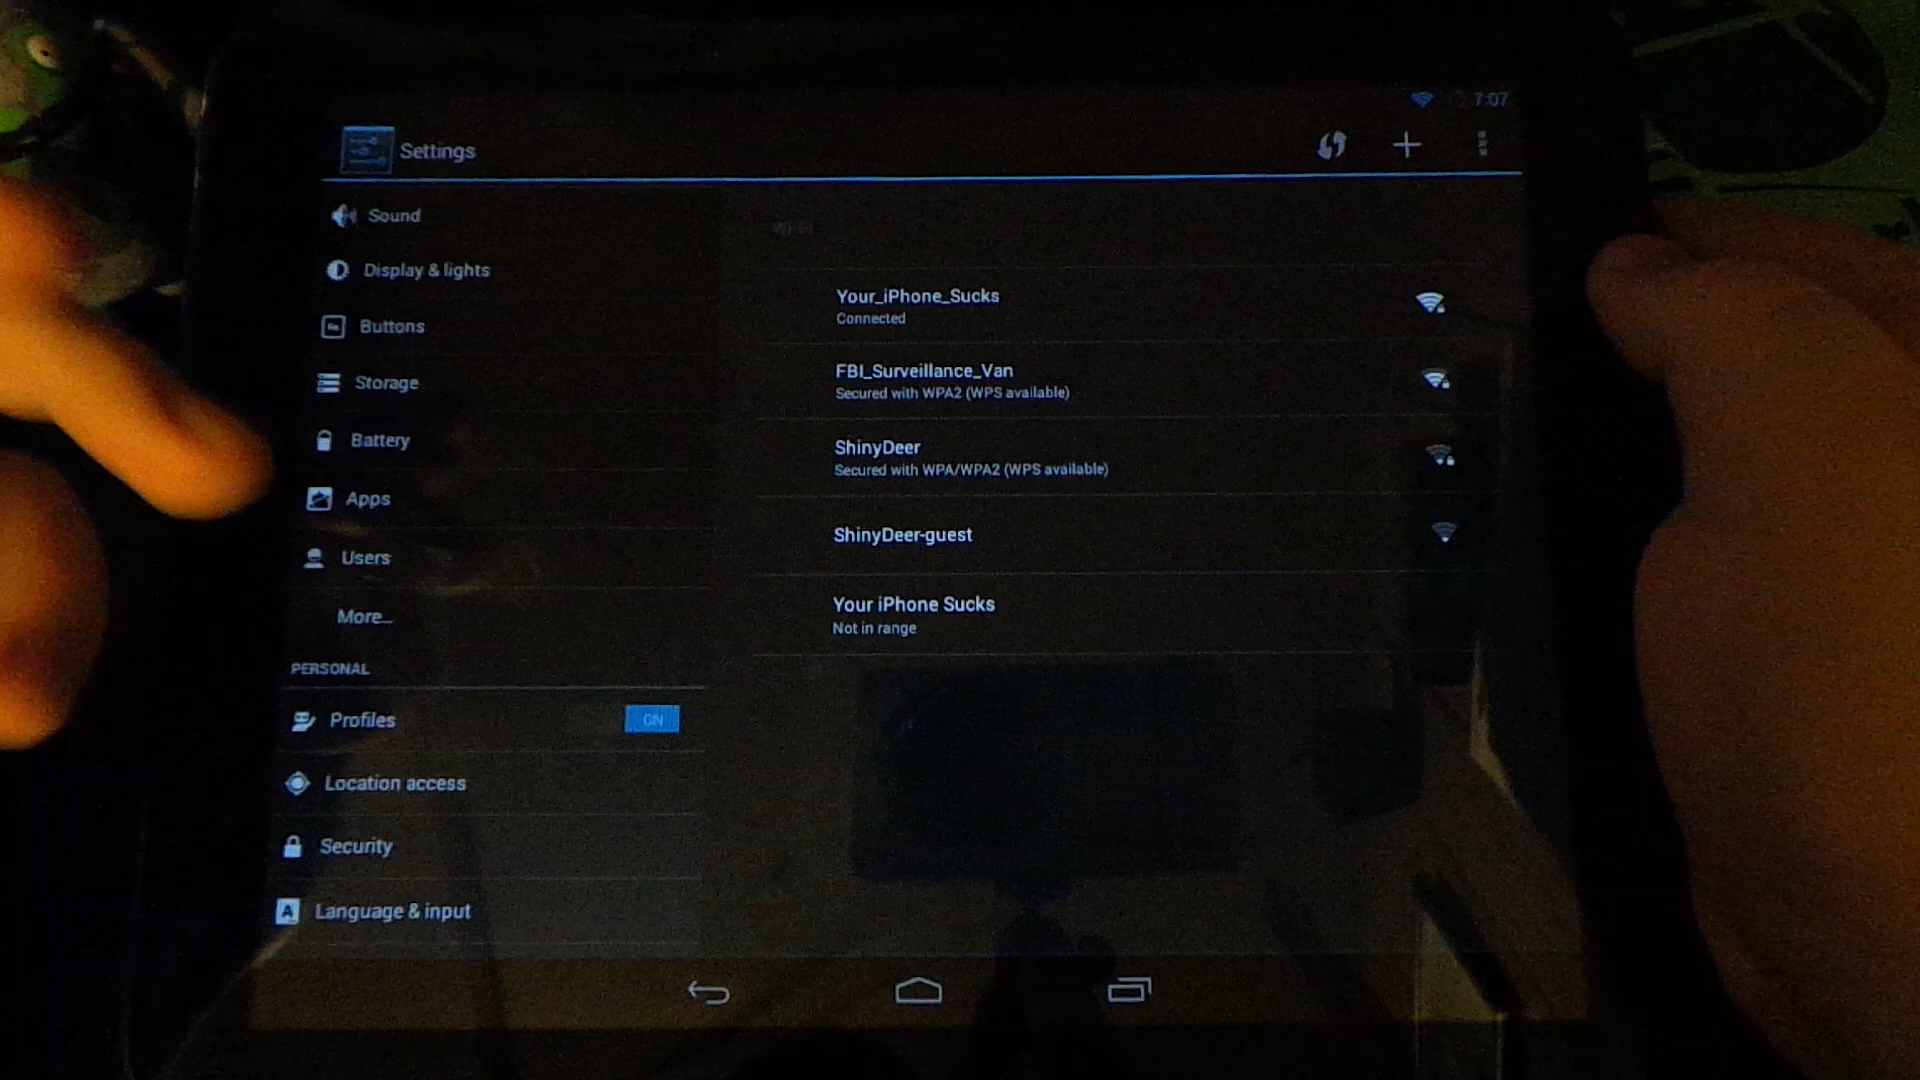 7:07
Settings
Sound
Display & lights
Buttons
Storage
Battery
Apps
Users
More...
PERSONAL
Profiles ON
Location access
Security
A Language & input
Wi-Fi
Your_iPhone_Sucks
Connected
FBI_Surveillance_Van
Secured with WPA2 (WPS available)
ShinyDeer
Secured with WPA/WPA2 (WPS available)
ShinyDeer-guest
Your iPhone Sucks
Not in range